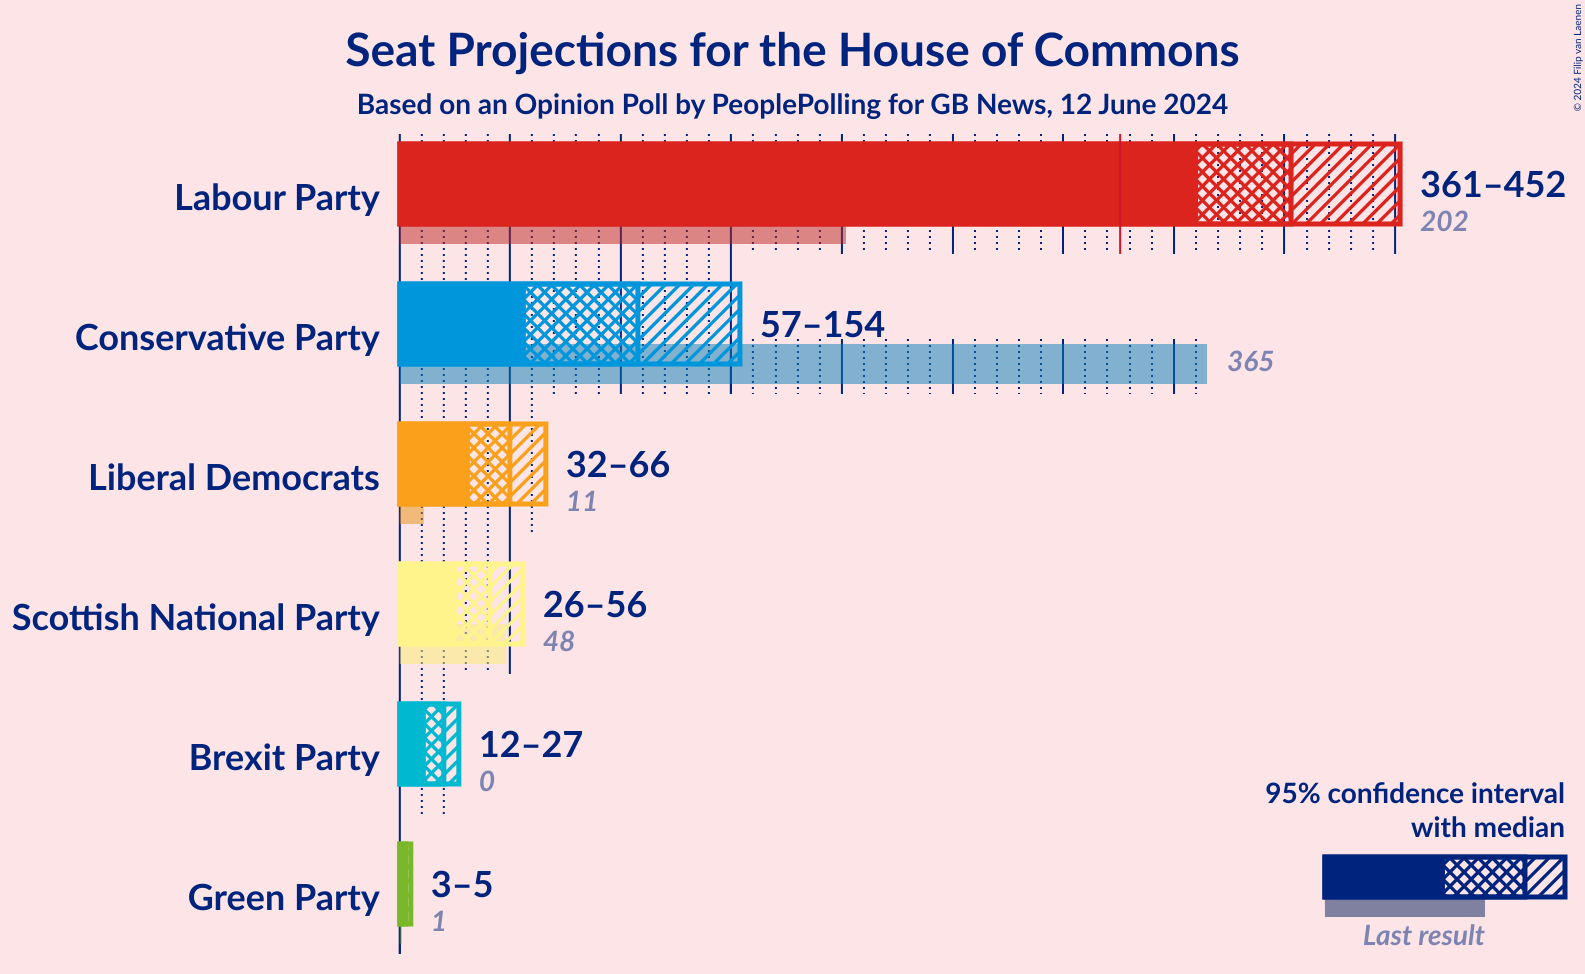 Seat Projections for the House of Commons
Based on an Opinion Poll by PeoplePolling for GB News, 12 June 2024
© 2024 Filip van Laenen
Labour Party
361–452
202
Conservative Party
57–154
365
Liberal Democrats
32–66
11
Scottish National Party
26–56
48
Brexit Party
12–27
0
Green Party
3–5
1
95% confidence interval
with median
Last result